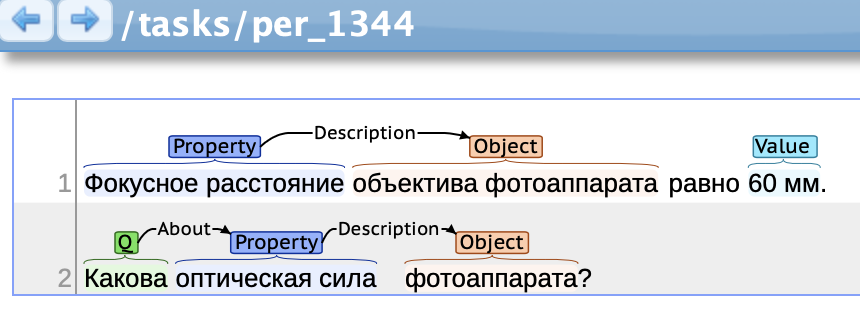 /tasks/per_1344
Property Description Object Value
1 Фокусное расстояние объектива фотоаппарата равно 60 мм.
Q About Property Description Object
2 Какова оптическая сила фотоаппарата?